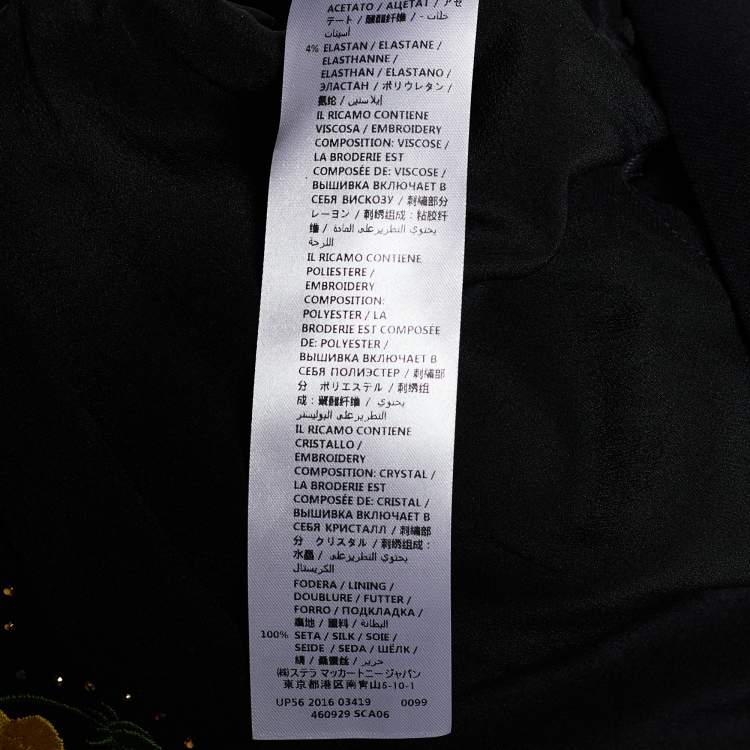 ACETATO / АЦЕТАТ / アセ
テート / 醋酯纤维 / خلات -
أسيتات
4% ELASTAN / ELASTANE /
ELASTHANNE /
ELASTHAN / ELASTANO /
ЭЛАСТАН / ポリウレタン /
氨纶 / إيلاستين
IL RICAMO CONTIENE
VISCOSA / EMBROIDERY
COMPOSITION: VISCOSE /
LA BRODERIE EST
COMPOSÉE DE: VISCOSE /
ВЫШИВКА ВКЛЮЧАЕТ В
СЕБЯ ВИСКОЗУ / 刺繍部分
レーヨン / 刺绣组成：粘胶纤
维 / يحتوي التطريز على المادة
اللزجة
IL RICAMO CONTIENE
POLIESTERE /
EMBROIDERY
COMPOSITION:
POLYESTER / LA
BRODERIE EST COMPOSÉE
DE: POLYESTER /
ВЫШИВКА ВКЛЮЧАЕТ В
СЕБЯ ПОЛИЭСТЕР / 刺繍部
分 ポリエステル / 刺绣组
成：聚酯纤维 / يحتوي
التطريز على البوليستر
IL RICAMO CONTIENE
CRISTALLO /
EMBROIDERY
COMPOSITION: CRYSTAL /
LA BRODERIE EST
COMPOSÉE DE: CRISTAL /
ВЫШИВКА ВКЛЮЧАЕТ В
СЕБЯ КРИСТАЛЛ / 刺繍部
分 クリスタル / 刺绣组成：
水晶 / يحتوي التطريز على
الكريستال
FODERA / LINING /
DOUBLURE / FUTTER /
FORRO / ПОДКЛАДКА /
裏地 / 里料 / البطانة
100% SETA / SILK / SOIE /
SEIDE / SEDA / ШЁЛК /
絹 / 桑蚕丝 / حرير
㈱ステラ マッカートニー ジャパン
東京都港区南青山5-10-1
UP56 2016 03419 0099
460929 SCA06